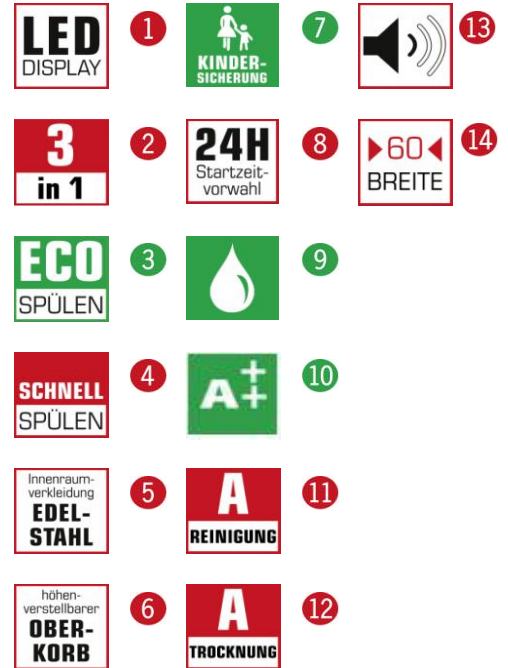 LED
DISPLAY
1
3
in 1
2
ECO
SPÜLEN
3
SCHNELL
SPÜLEN
4
Innenraum-
verkleidung
EDEL-
STAHL
5
höhen-
verstellbarer
OBER-
KORB
6
KINDER-
SICHERUNG
7
24H
Startzeit-
vorwahl
8
9
A++
10
A
REINIGUNG
11
A
TROCKNUNG
12
13
60
BREITE
14